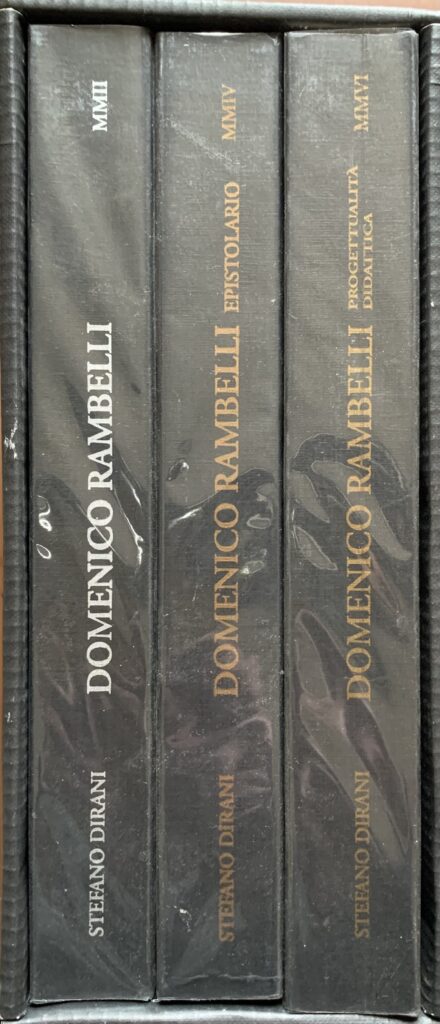 STEFANO DIRANI DOMENICO RAMBELLI MMII
STEFANO DIRANI DOMENICO RAMBELLI EPISTOLARIO MMIV
STEFANO DIRANI DOMENICO RAMBELLI PROGETTUALITÀ
DIDATTICA MMVI